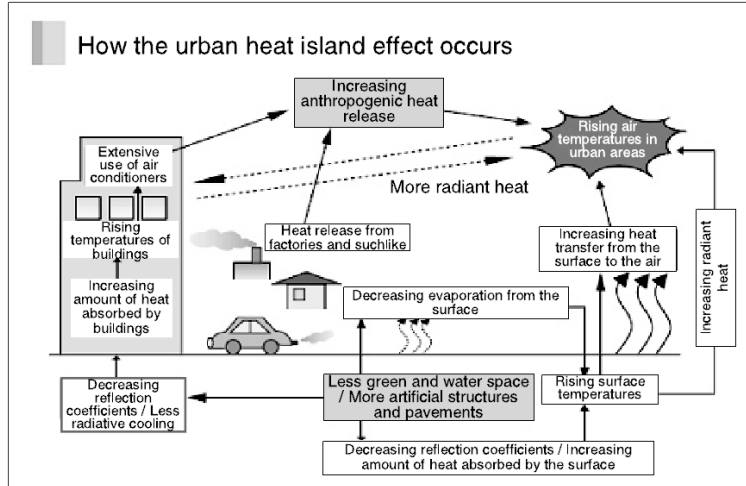 How the urban heat island effect occurs
Increasing
anthropogenic heat
release
Rising air
temperatures in
urban areas
Extensive
use of air
conditioners
More radiant heat
Rising
temperatures of
buildings
Heat release from
factories and suchlike
Increasing heat
transfer from the
surface to the air
Increasing radiant
heat
Increasing
amount of heat
absorbed by
buildings
Decreasing evaporation from the
surface
Decreasing
reflection
coefficients / Less
radiative cooling
Less green and water space
/ More artificial structures
and pavements
Rising surface
temperatures
Decreasing reflection coefficients / Increasing
amount of heat absorbed by the surface